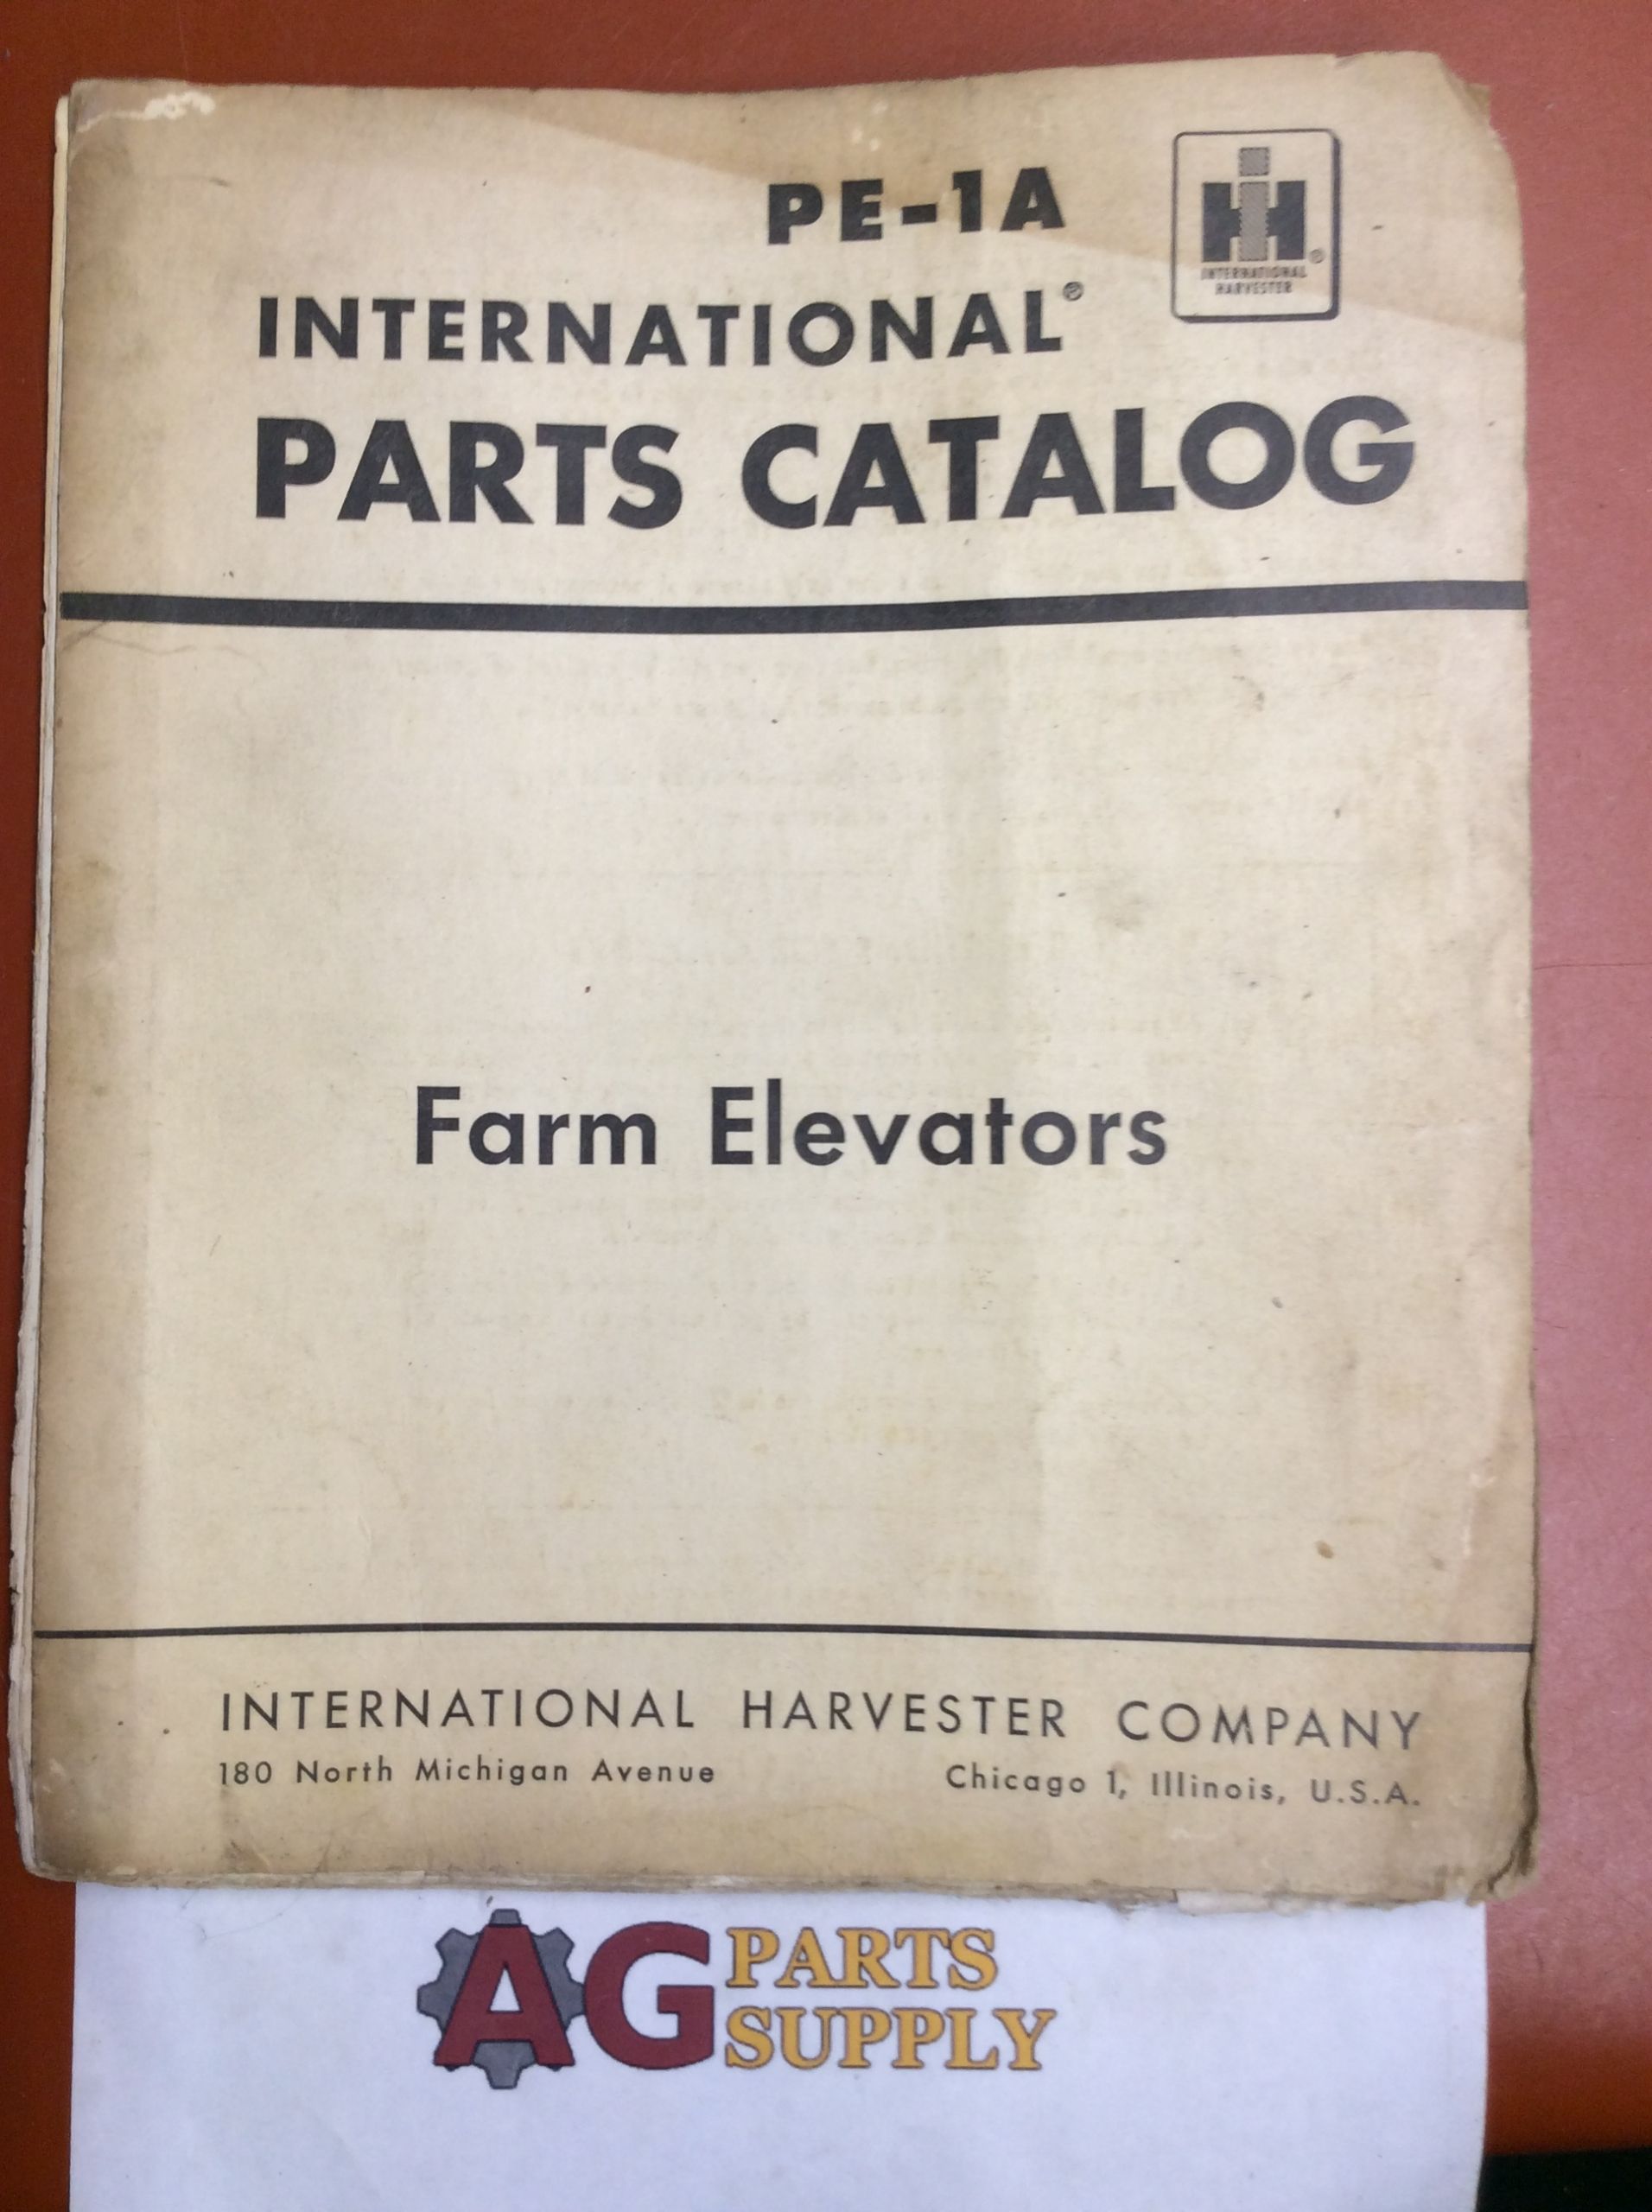 PE-1A
IH
INTERNATIONAL
HARVESTER
®
INTERNATIONAL®
PARTS CATALOG
Farm Elevators
INTERNATIONAL HARVESTER COMPANY
180 North Michigan Avenue Chicago 1, Illinois, U.S.A.
AG PARTS
SUPPLY